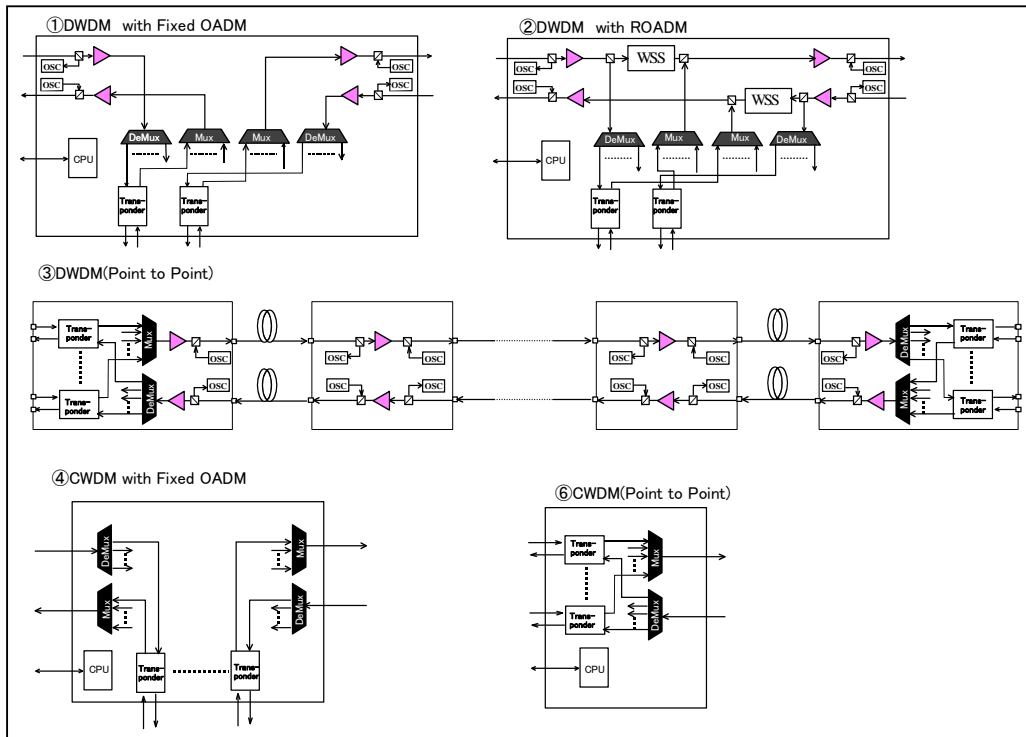 ①DWDM with Fixed OADM
OSC
OSC
OSC
OSC
DeMux
Mux
Mux
DeMux
CPU
Trans-
ponder
Trans-
ponder
②DWDM with ROADM
WSS
OSC
OSC
OSC
WSS
OSC
DeMux
Mux
Mux
DeMux
CPU
Trans-
ponder
Trans-
ponder
③DWDM(Point to Point)
Trans-
ponder
Trans-
ponder
Mux
DeMux
OSC
OSC
OSC
OSC
OSC
OSC
OSC
OSC
OSC
OSC
OSC
OSC
DeMux
Mux
Trans-
ponder
Trans-
ponder
④CWDM with Fixed OADM
DeMux
Mux
Mux
DeMux
CPU
Trans-
ponder
Trans-
ponder
⑥CWDM(Point to Point)
Trans-
ponder
Trans-
ponder
Mux
DeMux
CPU